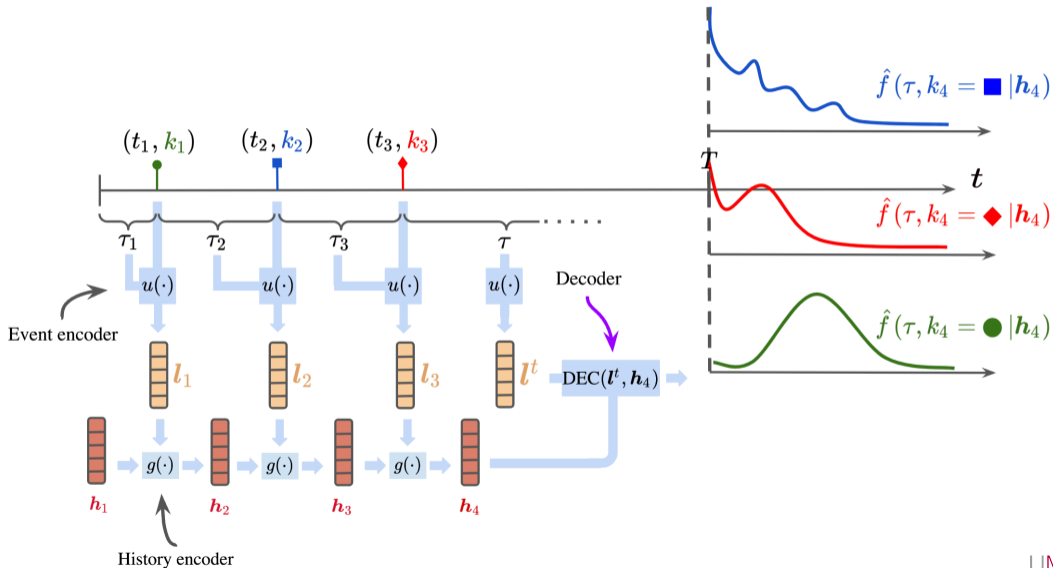 f̂ (τ, k₄ = ■ |h₄)
(t₁, k₁) (t₂, k₂) (t₃, k₃)
T
t
f̂ (τ, k₄ = ◆ |h₄)
τ₁ τ₂ τ₃ τ
u(·) u(·) u(·) u(·)
Decoder
Event encoder
f̂ (τ, k₄ = ● |h₄)
l₁ l₂ l₃ lᵗ
DEC(lᵗ, h₄)
g(·) g(·) g(·)
h₁ h₂ h₃ h₄
History encoder